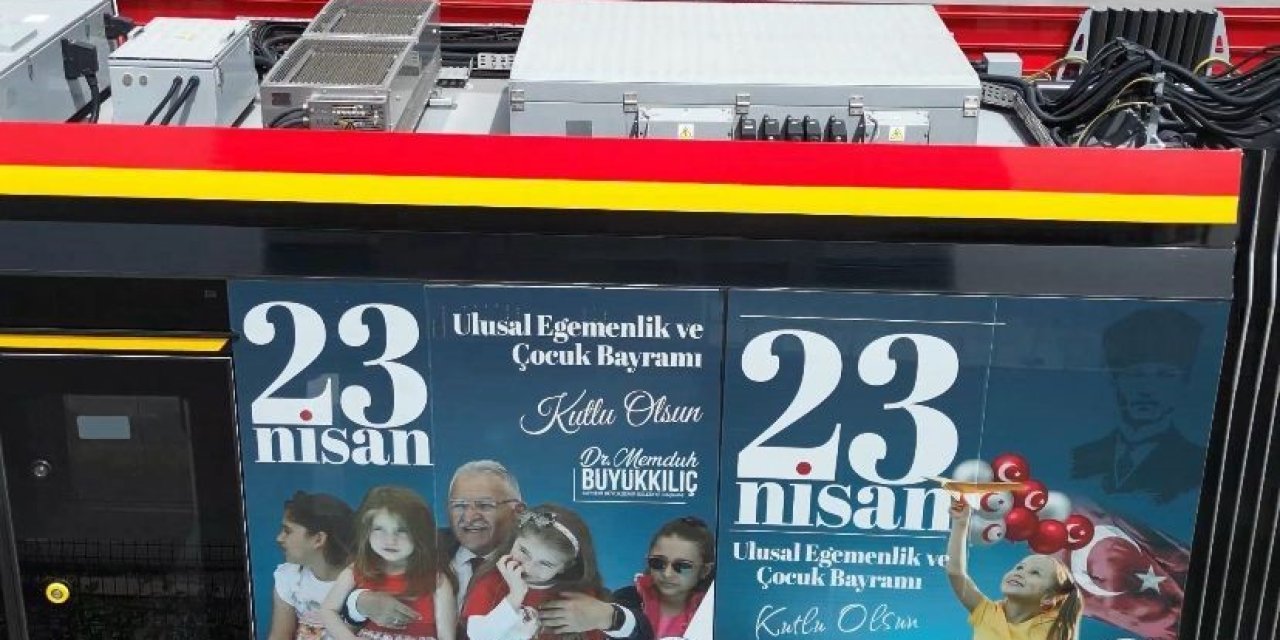 23
nisan
Ulusal Egemenlik ve
Çocuk Bayramı
Kutlu Olsun
Dr. Memduh
BÜYÜKKILIÇ
23
nisan
Ulusal Egemenlik ve
Çocuk Bayramı
Kutlu Olsun